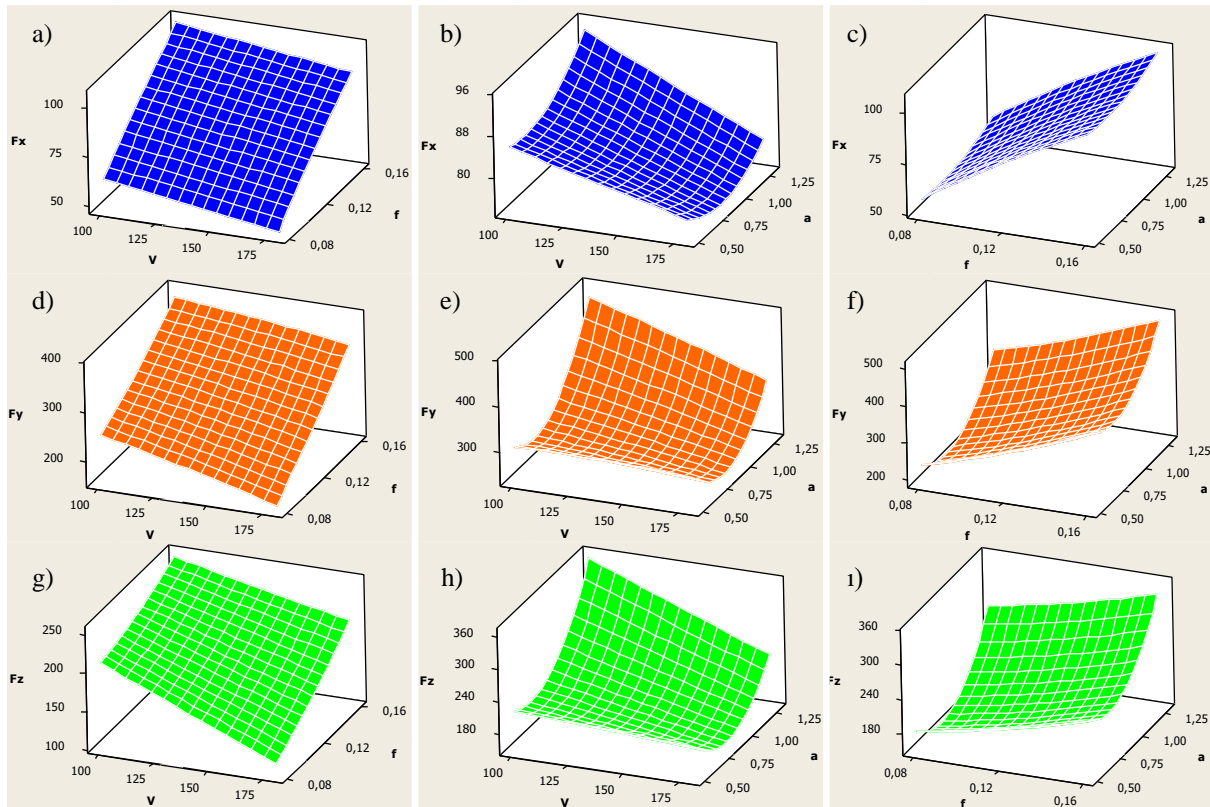 a)
100
Fx
75
50
100
125
150
175
V
0,08
0,12
0,16
f
b)
96
88
Fx
80
100
125
150
175
V
0,50
0,75
1,00
1,25
a
c)
100
Fx
75
50
0,08
0,12
0,16
f
0,50
0,75
1,00
1,25
a
d)
400
300
Fy
200
100
125
150
175
V
0,08
0,12
0,16
f
e)
500
400
Fy
300
100
125
150
175
V
0,50
0,75
1,00
1,25
a
f)
500
400
Fy
300
200
0,08
0,12
0,16
f
0,50
0,75
1,00
1,25
a
g)
250
200
Fz
150
100
100
125
150
175
V
0,08
0,12
0,16
f
h)
360
300
Fz
240
180
100
125
150
175
V
0,50
0,75
1,00
1,25
a
ı)
360
300
Fz
240
180
0,08
0,12
0,16
f
0,50
0,75
1,00
1,25
a